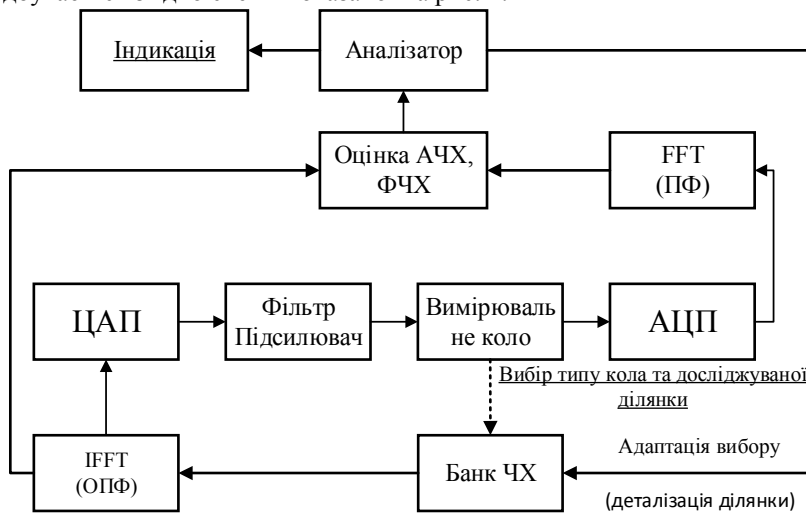 Індикація
Аналізатор
Оцінка АЧХ,
ФЧХ
FFT
(ПФ)
ЦАП
Фільтр
Підсилювач
Вимірюваль
не коло
АЦП
Вибір типу кола та досліджуваної
ділянки
IFFT
(ОПФ)
Банк ЧХ
Адаптація вибору
(деталізація ділянки)